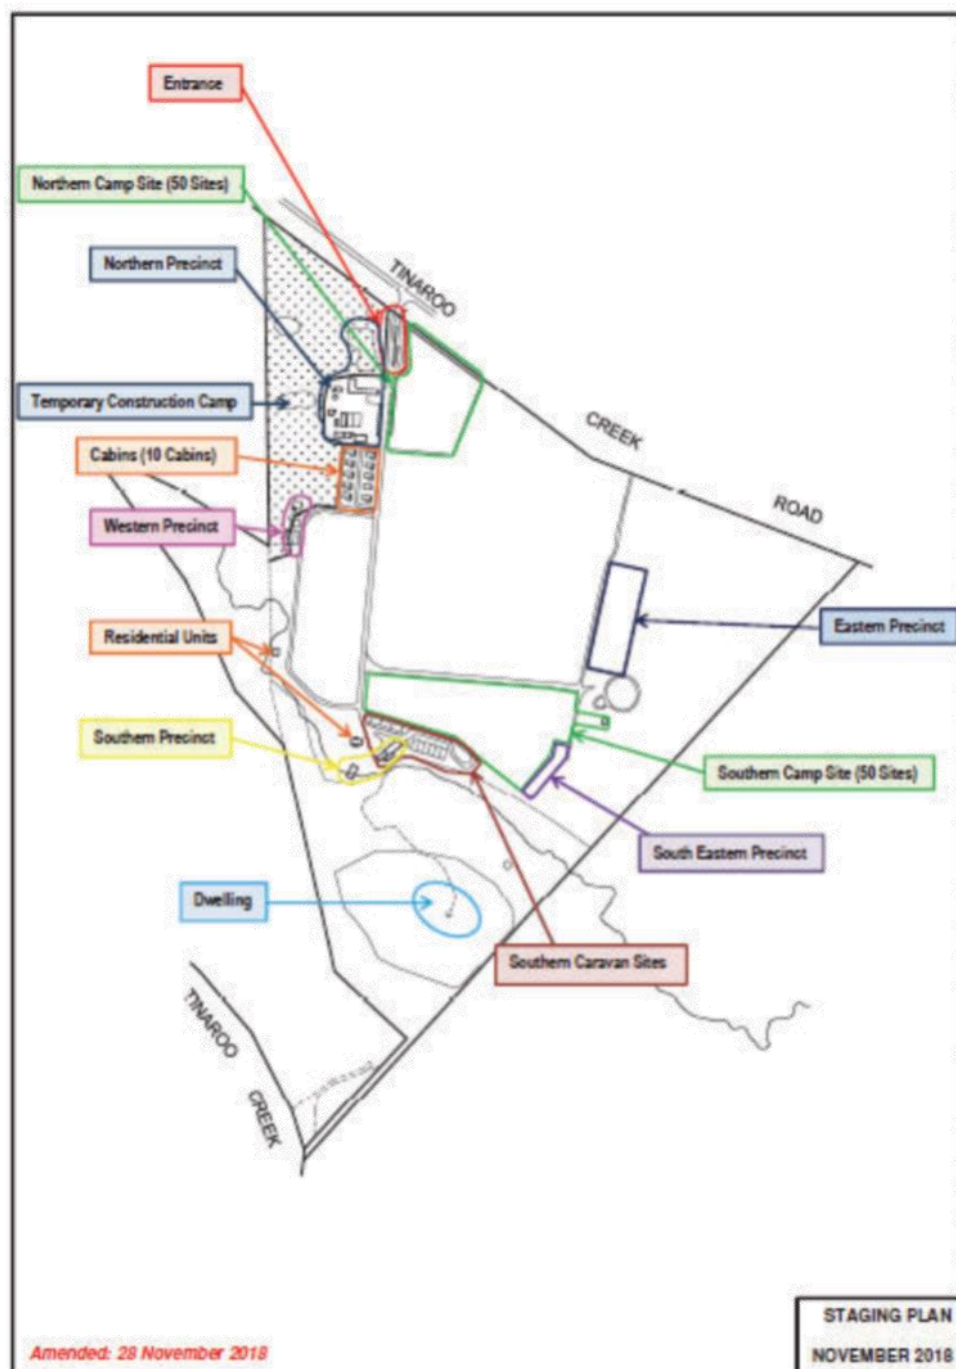 Entrance
Northern Camp Site (50 Sites)
Northern Precinct
TINAROO
Temporary Construction Camp
CREEK
Cabins (10 Cabins)
ROAD
Western Precinct
Eastern Precinct
Residential Units
Southern Precinct
Southern Camp Site (50 Sites)
South Eastern Precinct
Dwelling
Southern Caravan Sites
TINAROO
CREEK
STAGING PLAN
NOVEMBER 2018
Amended: 28 November 2018